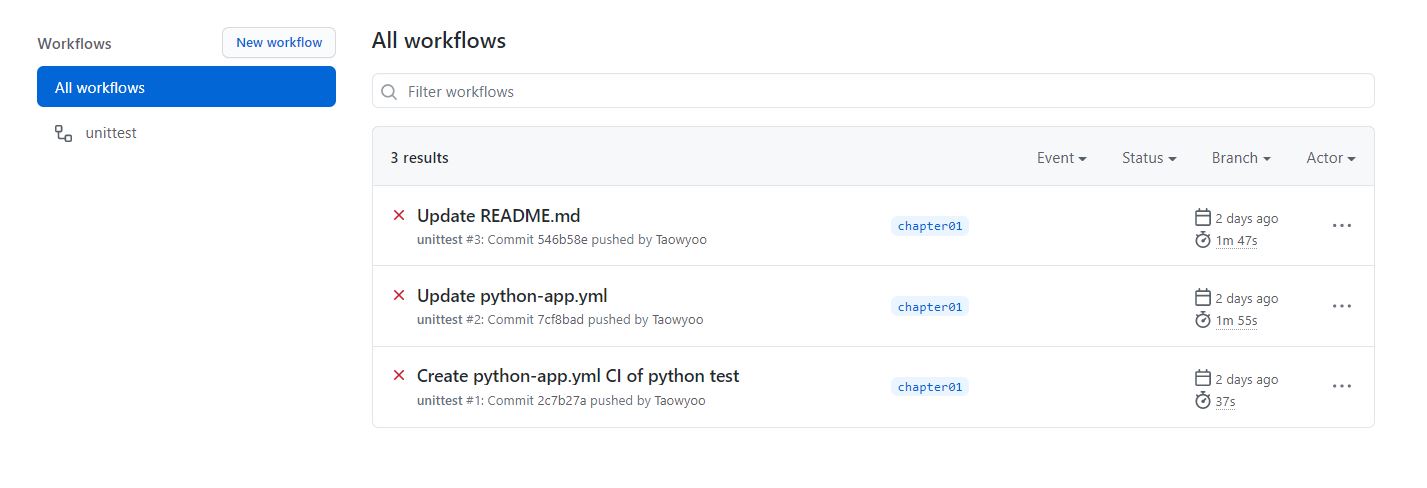 Workflows
New workflow
All workflows
unittest
All workflows
Filter workflows
3 results
Event
Status
Branch
Actor
Update README.md
unittest #3: Commit 546b58e pushed by Taowyoo
chapter01
2 days ago
1m 47s
Update python-app.yml
unittest #2: Commit 7cf8bad pushed by Taowyoo
chapter01
2 days ago
1m 55s
Create python-app.yml CI of python test
unittest #1: Commit 2c7b27a pushed by Taowyoo
chapter01
2 days ago
37s